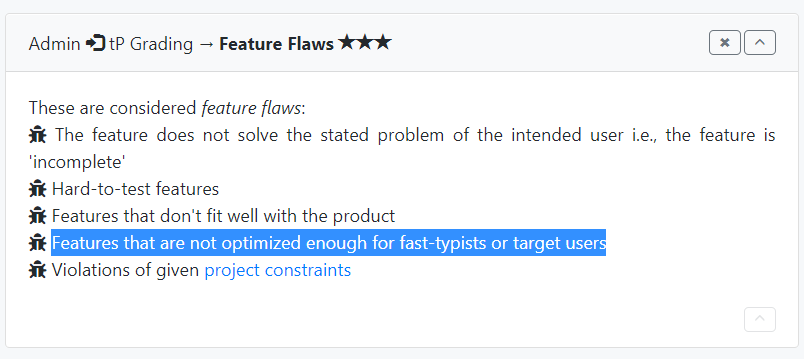 Admin tP Grading → Feature Flaws ★★★
These are considered feature flaws:
The feature does not solve the stated problem of the intended user i.e., the feature is
'incomplete'
Hard-to-test features
Features that don't fit well with the product
Features that are not optimized enough for fast-typists or target users
Violations of given project constraints